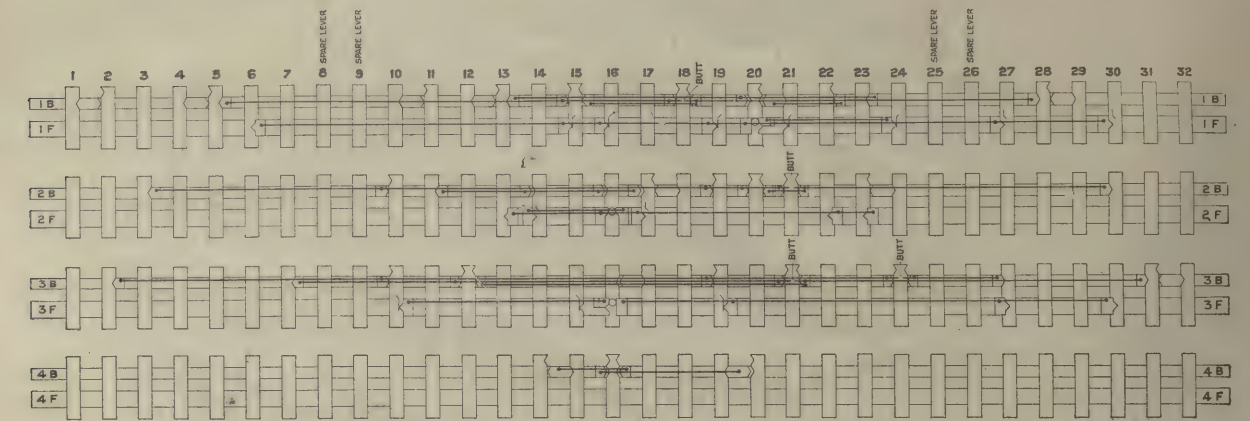 SPARE LEVER SPARE LEVER SPARE LEVER SPARE LEVER
1 2 3 4 5 6 7 8 9 10 11 12 13 14 15 16 17 18 19 20 21 22 23 24 25 26 27 28 29 30 31 32
BUTT
1 B 1 B
1 F 1 F
BUTT
2 B 2 B
2 F 2 F
BUTT BUTT
3 B 3 B
3 F 3 F
4 B 4 B
4 F 4 F